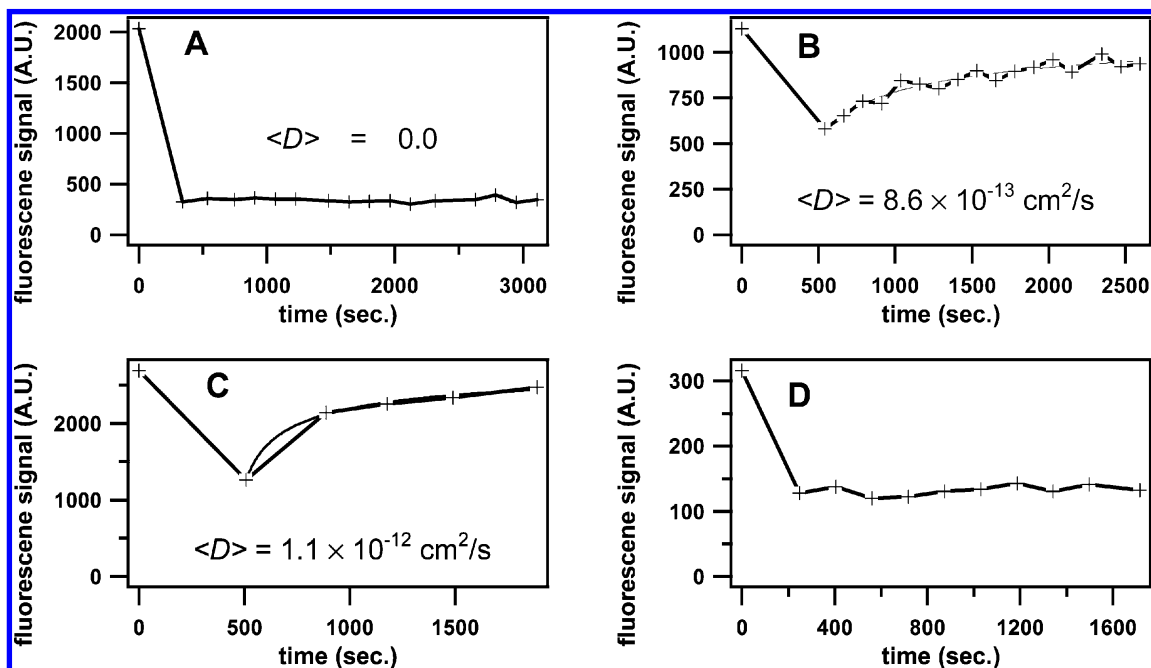 fluorescene signal (A.U.)
2000
1500
1000
500
0
A
<D> = 0.0
0 1000 2000 3000
time (sec.)
fluorescene signal (A.U.)
1000
750
500
250
0
B
<D> = 8.6 × 10⁻¹³ cm²/s
0 500 1000 1500 2000 2500
time (sec.)
fluorescene signal (A.U.)
2000
1000
0
C
<D> = 1.1 × 10⁻¹² cm²/s
0 500 1000 1500
time (sec.)
fluorescene signal (A.U.)
300
200
100
0
D
0 400 800 1200 1600
time (sec.)